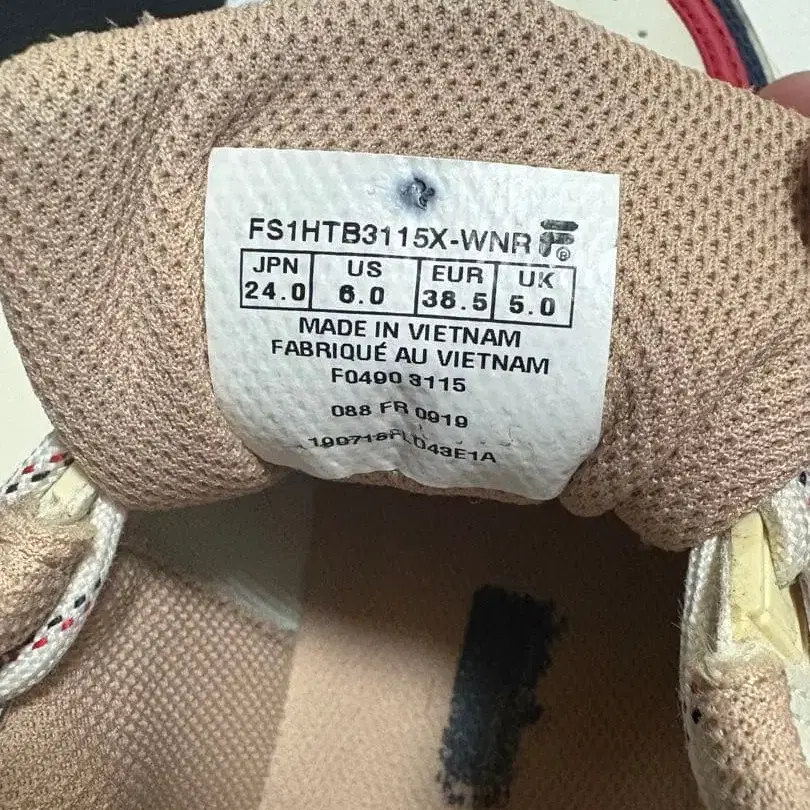 FS1HTB3115X-WNR F®
JPN US EUR UK
24.0 6.0 38.5 5.0
MADE IN VIETNAM
FABRIQUÉ AU VIETNAM
F0490 3115
088 FR 0919